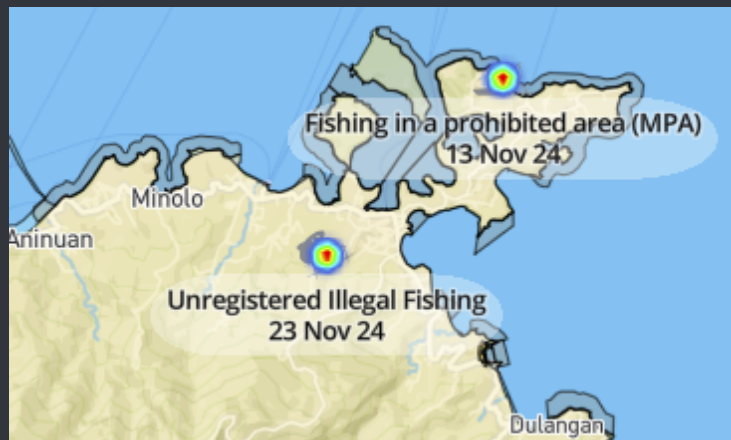 Fishing in a prohibited area (MPA)
13 Nov 24
Minolo
Aninuan
Unregistered Illegal Fishing
23 Nov 24
Dulangan